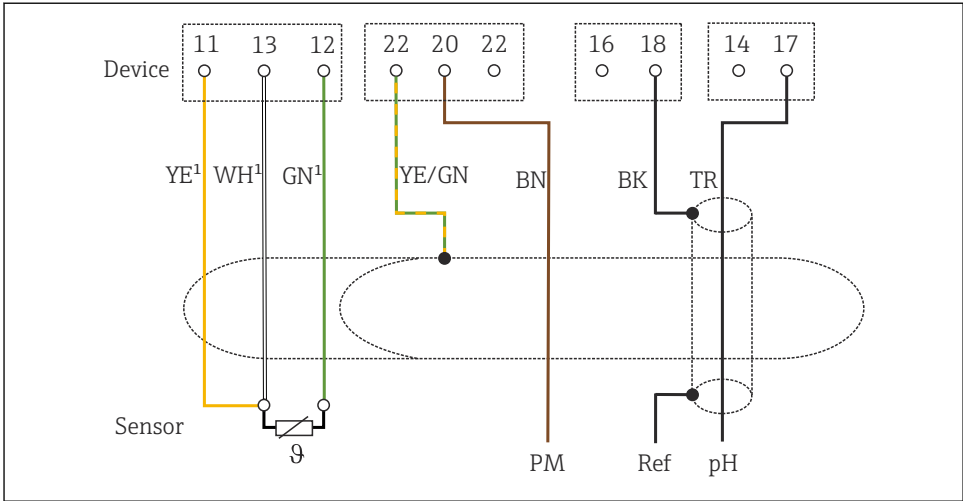 11 13 12 22 20 22 16 18 14 17
Device
YE¹ WH¹ GN¹ YE/GN BN BK TR
Sensor
ϑ PM Ref pH